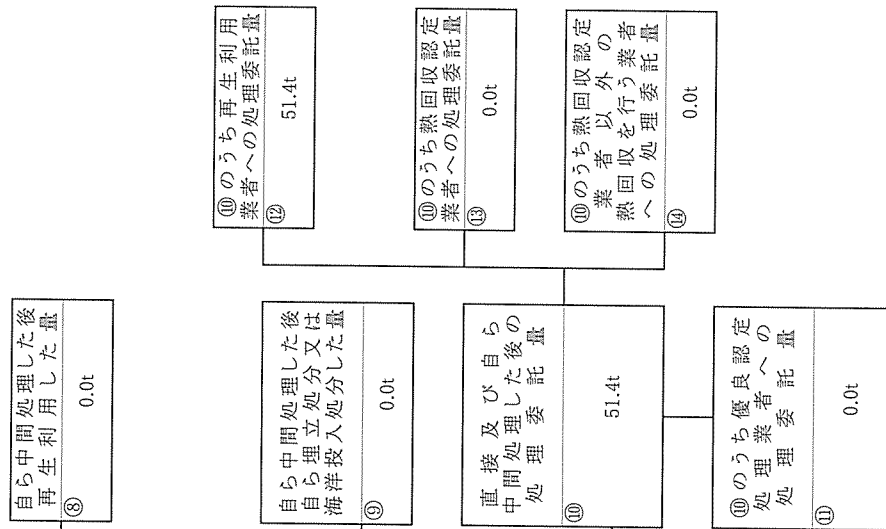 自ら中間処理した後
再生利用した量
⑧
0.0t
自ら中間処理した後
自ら埋立処分又は
海洋投入処分した量
⑨
0.0t
直接及び自ら
中間処理した後の
処理委託量
⑩
51.4t
⑩のうち優良認定
処理業者への
処理委託量
⑪
0.0t
⑩のうち再生利用
業者への処理委託量
⑫
51.4t
⑩のうち熱回収認定
業者への処理委託量
⑬
0.0t
⑩のうち熱回収認定
業者以外の
熱回収を行う業者
への処理委託量
⑭
0.0t